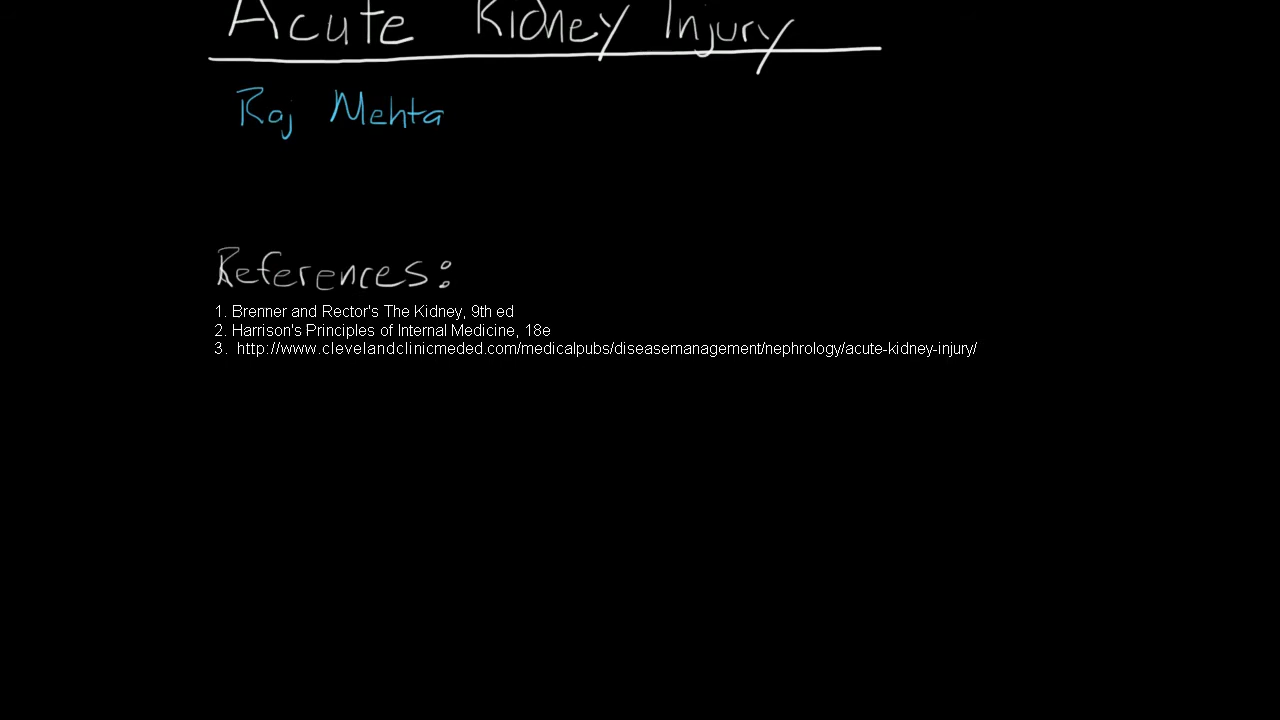 Acute Kidney Injury
Raj Mehta
References:
1. Brenner and Rector's The Kidney, 9th ed
2. Harrison's Principles of Internal Medicine, 18e
3. http://www.clevelandclinicmeded.com/medicalpubs/diseasemanagement/nephrology/acute-kidney-injury/